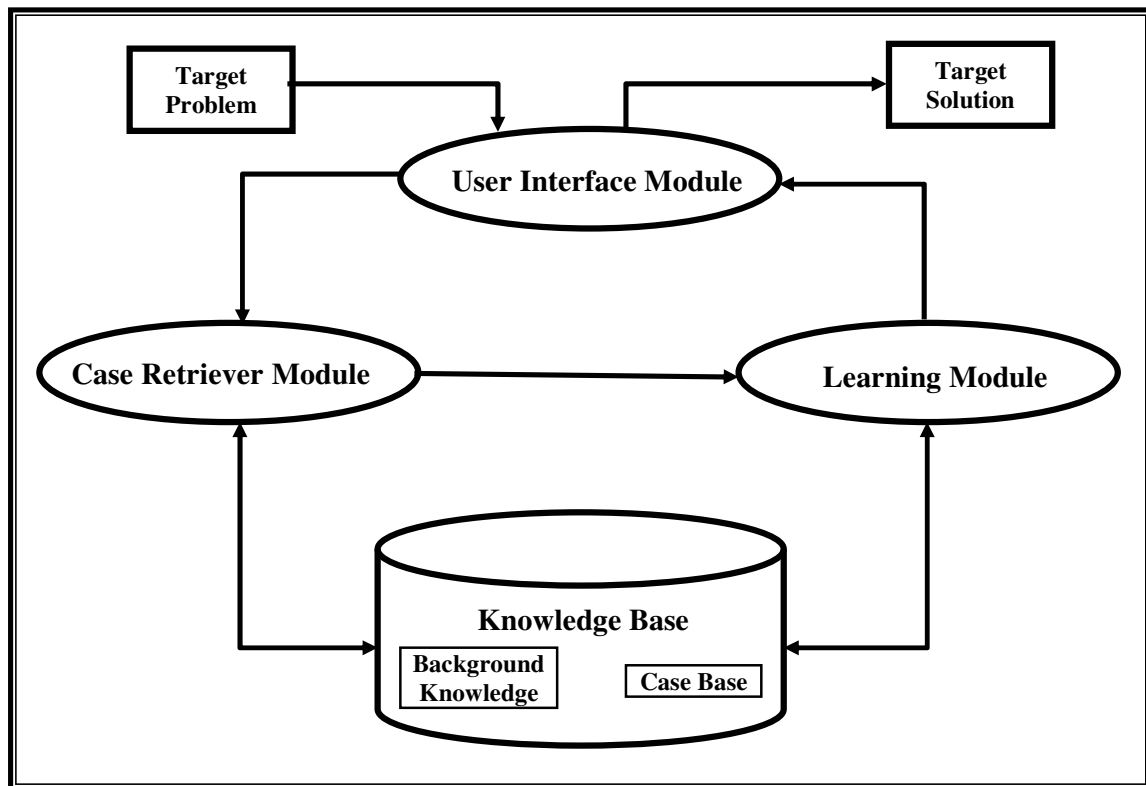 Target
Problem
Target
Solution
User Interface Module
Case Retriever Module
Learning Module
Knowledge Base
Background
Knowledge
Case Base